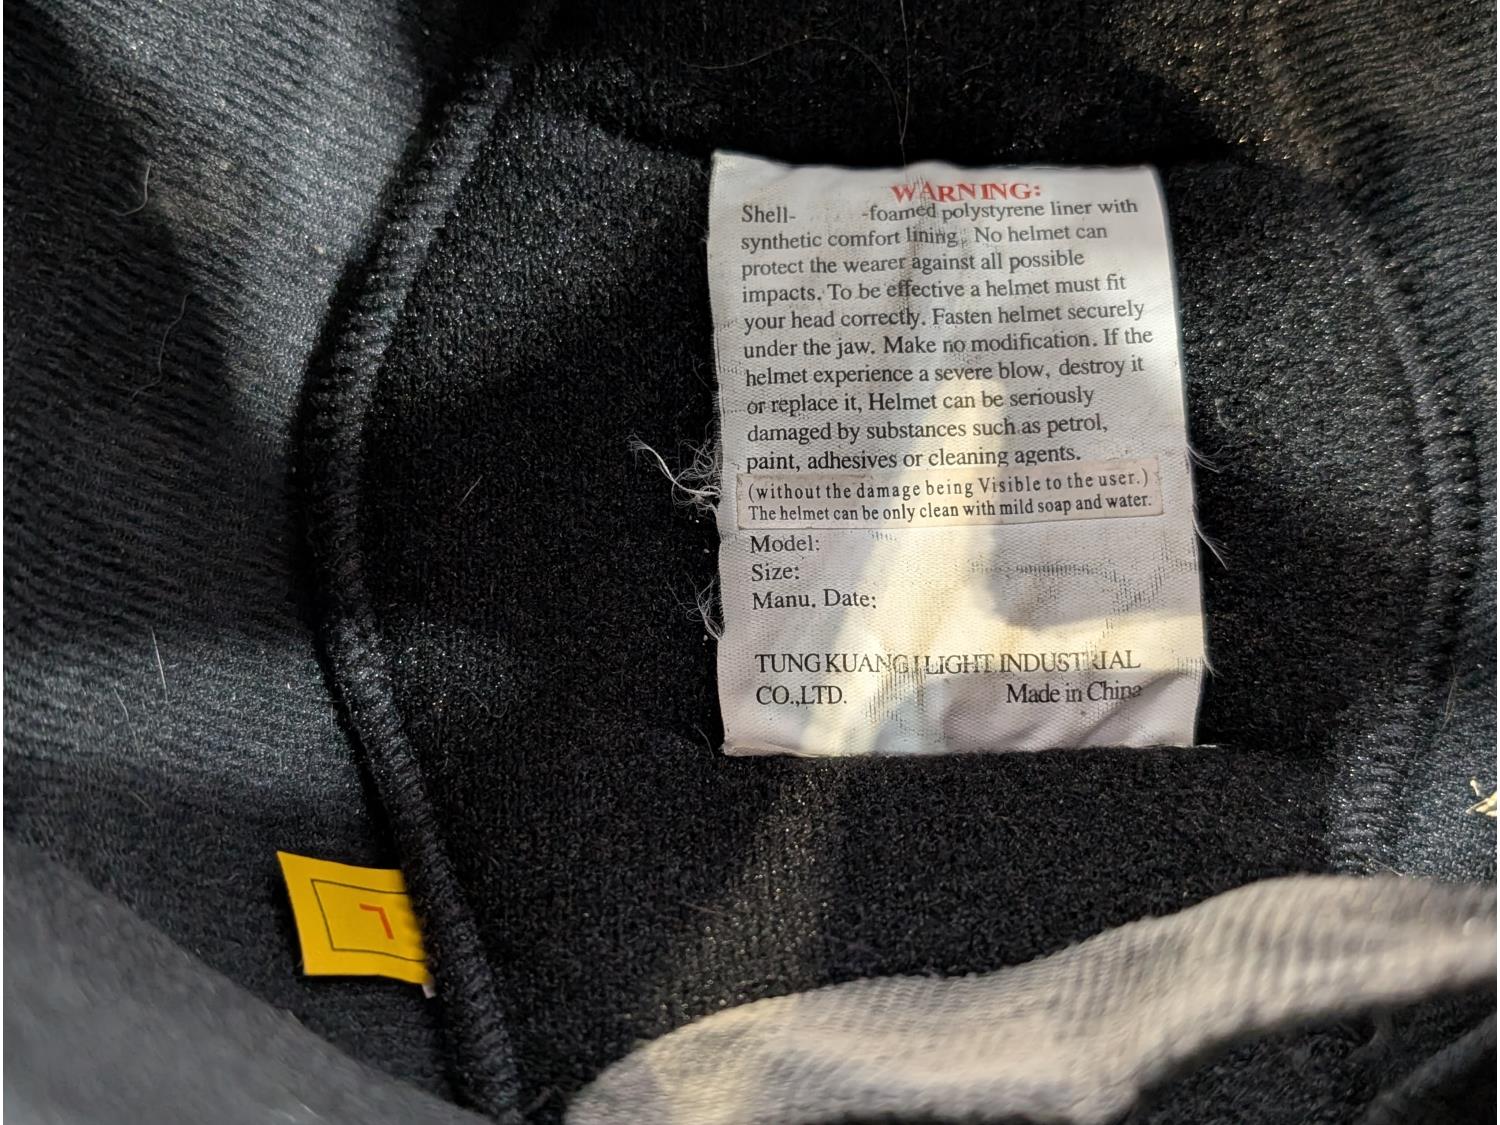 WARNING:
Shell- -foamed polystyrene liner with
synthetic comfort lining. No helmet can
protect the wearer against all possible
impacts. To be effective a helmet must fit
your head correctly. Fasten helmet securely
under the jaw. Make no modification. If the
helmet experience a severe blow, destroy it
or replace it, Helmet can be seriously
damaged by substances such as petrol,
paint, adhesives or cleaning agents.
(without the damage being Visible to the user.)
The helmet can be only clean with mild soap and water.
Model:
Size:
Manu. Date:
TUNG KUANG LIGHT INDUSTRIAL
CO.,LTD. Made in China
L